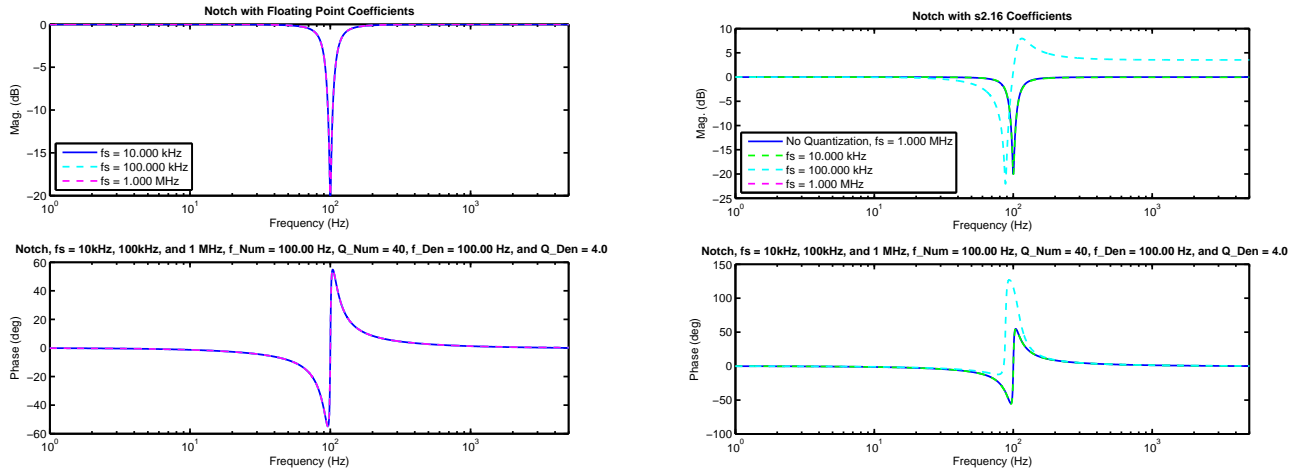 Notch with Floating Point Coefficients
0
−5
−10
−15
−20
Mag. (dB)
fs = 10.000 kHz
fs = 100.000 kHz
fs = 1.000 MHz
10^0
10^1
10^2
10^3
Frequency (Hz)
Notch, fs = 10kHz, 100kHz, and 1 MHz, f_Num = 100.00 Hz, Q_Num = 40, f_Den = 100.00 Hz, and Q_Den = 4.0
60
40
20
0
−20
−40
−60
Phase (deg)
10^0
10^1
10^2
10^3
Frequency (Hz)
Notch with s2.16 Coefficients
10
5
0
−5
−10
−15
−20
−25
Mag. (dB)
No Quantization, fs = 1.000 MHz
fs = 10.000 kHz
fs = 100.000 kHz
fs = 1.000 MHz
10^0
10^1
10^2
10^3
Frequency (Hz)
Notch, fs = 10kHz, 100kHz, and 1 MHz, f_Num = 100.00 Hz, Q_Num = 40, f_Den = 100.00 Hz, and Q_Den = 4.0
150
100
50
0
−50
−100
Phase (deg)
10^0
10^1
10^2
10^3
Frequency (Hz)